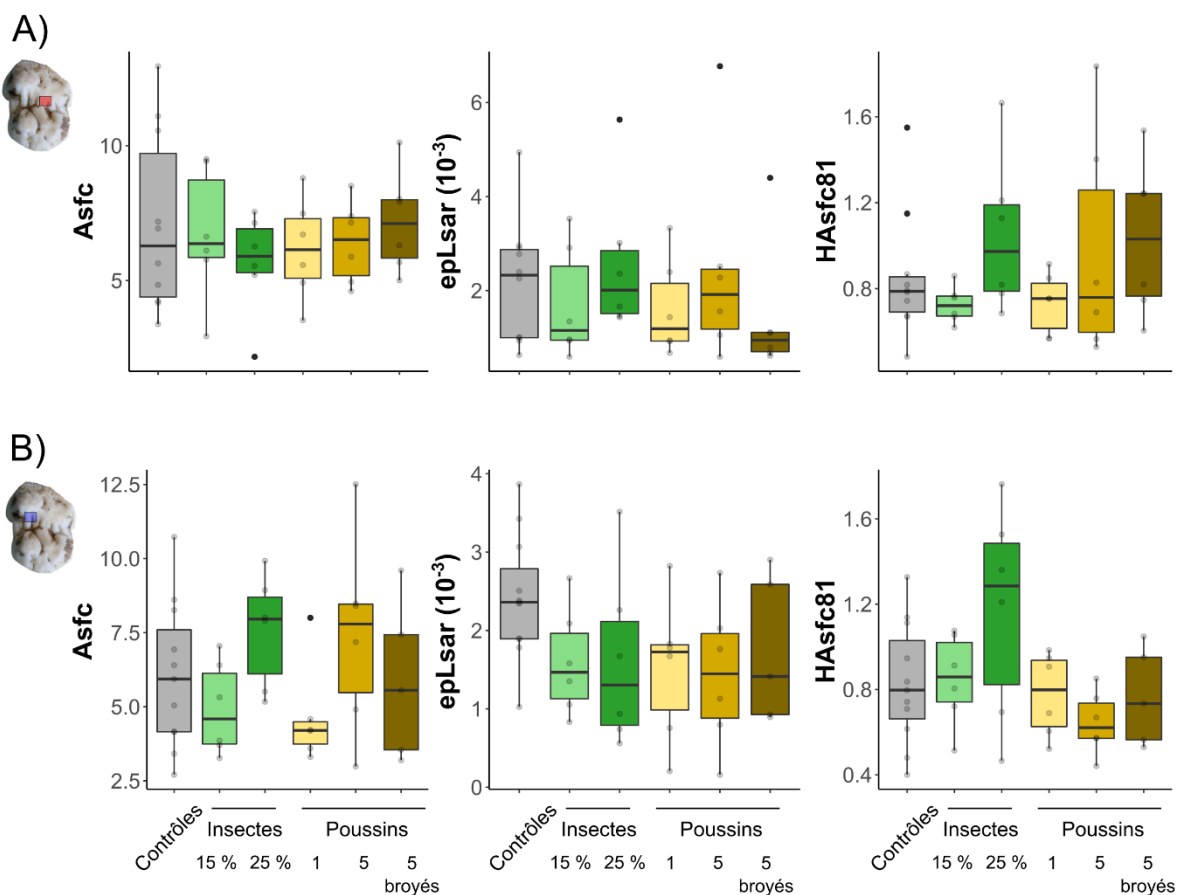 A)
Asfc
10
5
epLsar (10⁻³)
6
4
2
HAsfc81
1.6
1.2
0.8
B)
Asfc
12.5
10.0
7.5
5.0
2.5
epLsar (10⁻³)
4
3
2
1
0
HAsfc81
1.6
1.2
0.8
0.4
Contrôles Insectes Poussins
15 % 25 % 1 5 5
broyés
Contrôles Insectes Poussins
15 % 25 % 1 5 5
broyés
Contrôles Insectes Poussins
15 % 25 % 1 5 5
broyés